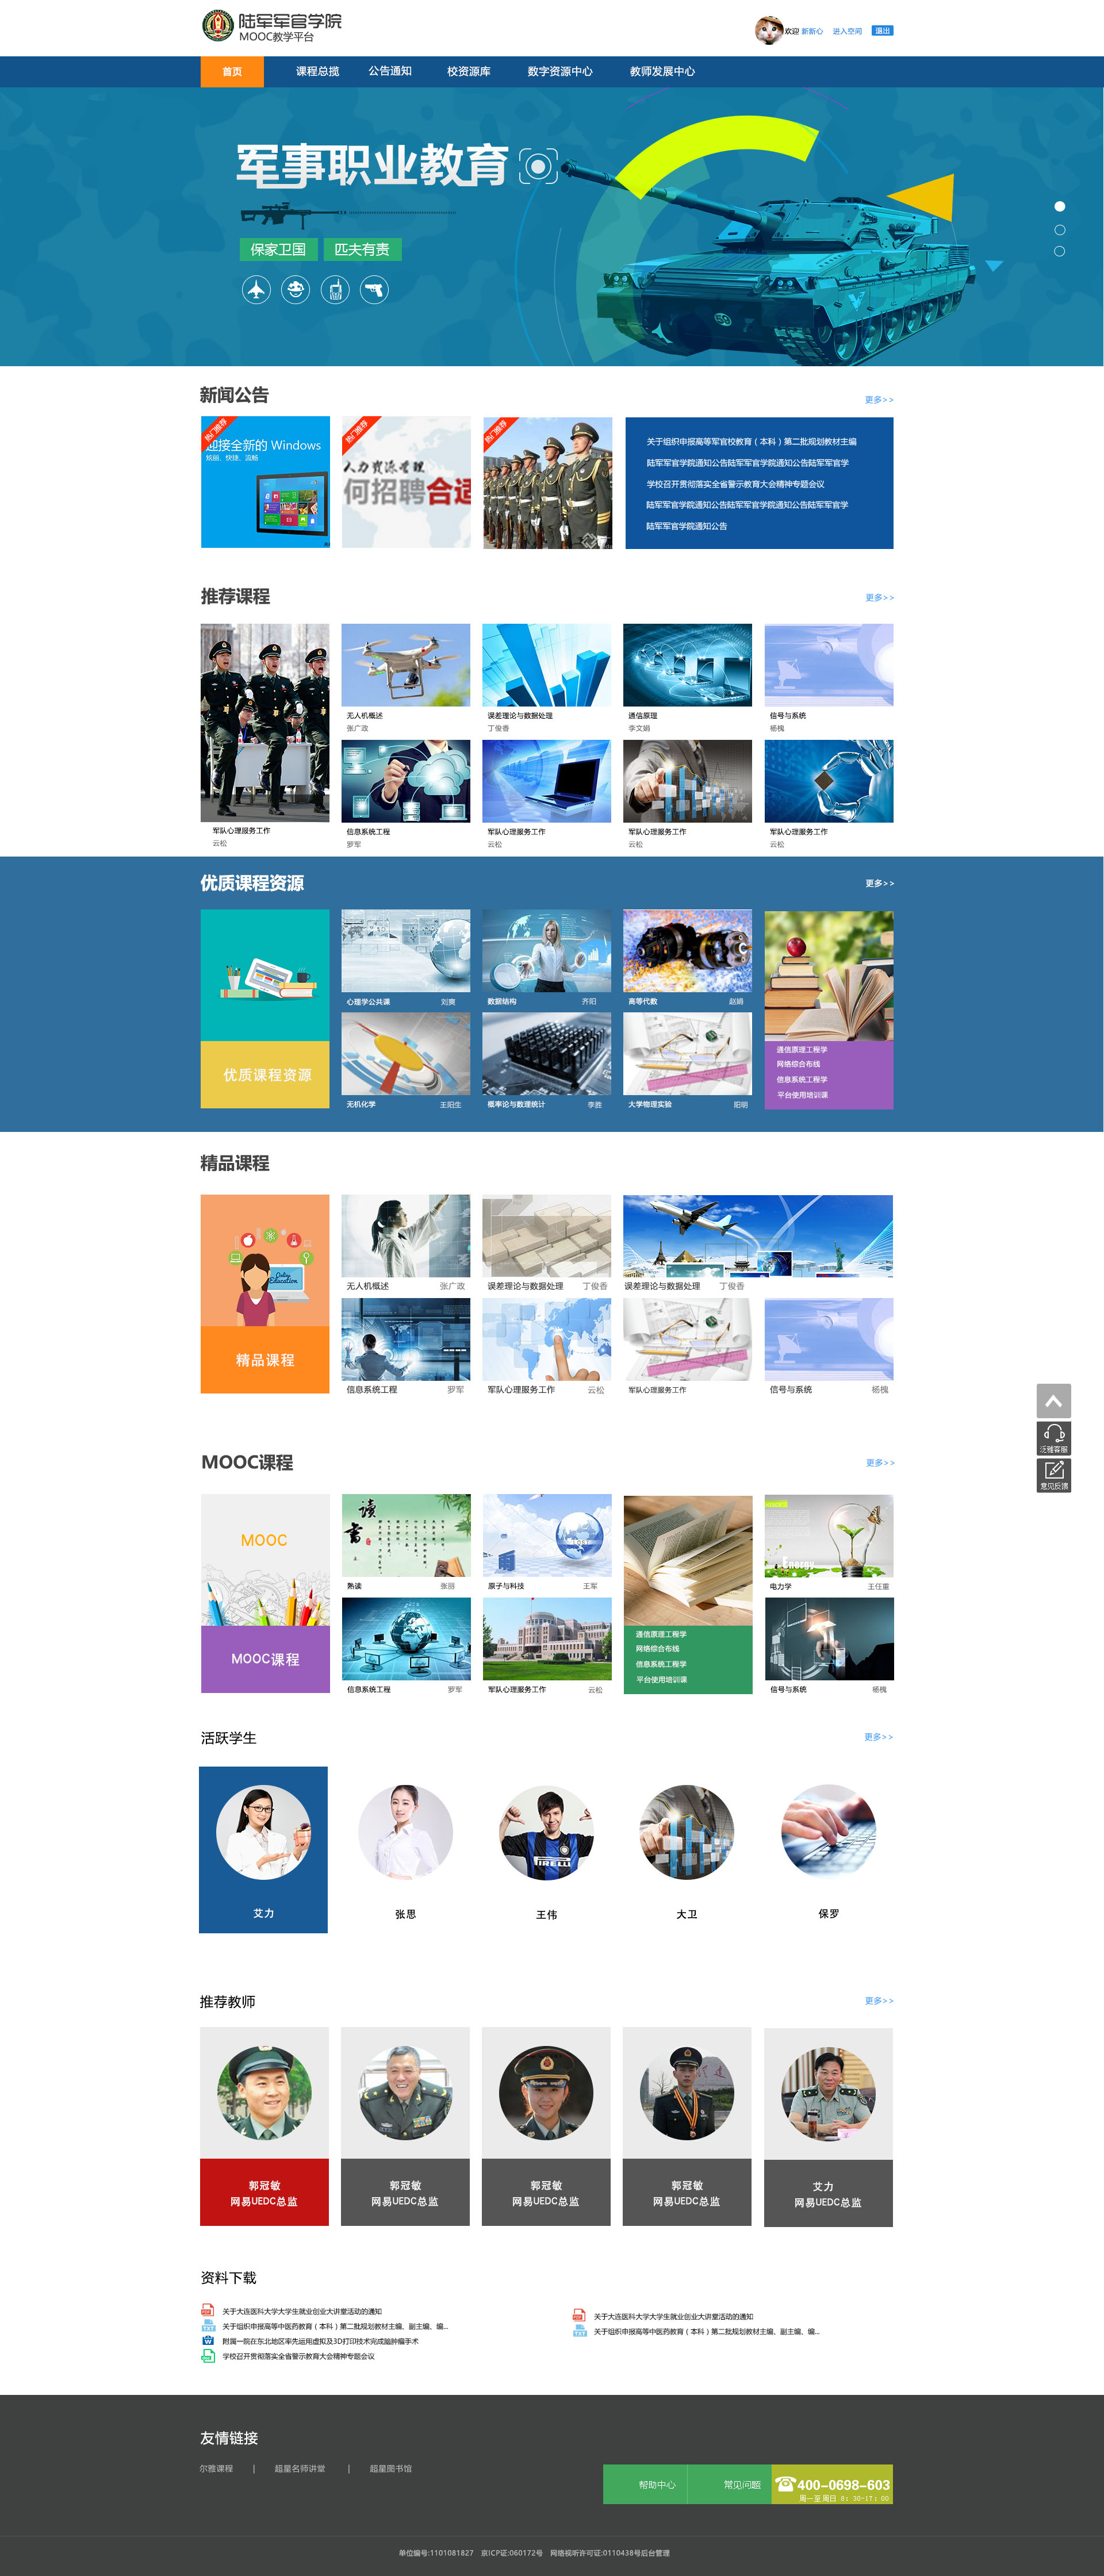 陆军军官学院
MOOC教学平台
欢迎 新新心 进入空间 退出
首页 课程总揽 公告通知 校资源库 数字资源中心 教师发展中心
军事职业教育
保家卫国 匹夫有责
新闻公告 更多>>
热门推荐
迎接全新的 Windows
炫丽、快捷、流畅
热门推荐
人力资源管理
何招聘合适
热门推荐
关于组织申报高等军官校教育（本科）第二批规划教材主编
陆军军官学院通知公告陆军军官学院通知公告陆军军官学
学校召开贯彻落实全省警示教育大会精神专题会议
陆军军官学院通知公告陆军军官学院通知公告陆军军官学
陆军军官学院通知公告
推荐课程 更多>>
无人机概述 误差理论与数据处理 通信原理 信号与系统
张广政 丁俊香 李文娟 杨槐
军队心理服务工作 信息系统工程 军队心理服务工作 军队心理服务工作 军队心理服务工作
云松 罗军 云松 云松 云松
优质课程资源 更多>>
心理学公共课 刘爽 数据结构 齐阳 高等代数 赵娟
优质课程资源
通信原理工程学
网络综合布线
信息系统工程学
平台使用培训课
无机化学 王阳生 概率论与数理统计 李胜 大学物理实验 阳明
精品课程
Online
Education
无人机概述 张广政 误差理论与数据处理 丁俊香 误差理论与数据处理 丁俊香
精品课程
信息系统工程 罗军 军队心理服务工作 云松 军队心理服务工作 信号与系统 杨槐
泛雅客服
意见反馈
MOOC课程 更多>>
MOOC
读书
Energy
熟读 张丽 原子与科技 王军 电力学 王任重
MOOC课程
通信原理工程学
网络综合布线
信息系统工程学
平台使用培训课
信息系统工程 罗军 军队心理服务工作 云松 信号与系统 杨槐
活跃学生 更多>>
PIRELLI
艾力 张思 王伟 大卫 保罗
推荐教师 更多>>
郭冠敏 郭冠敏 郭冠敏 郭冠敏 艾力
网易UEDC总监 网易UEDC总监 网易UEDC总监 网易UEDC总监 网易UEDC总监
资料下载
关于大连医科大学大学生就业创业大讲堂活动的通知
TXT 关于组织申报高等中医药教育（本科）第二批规划教材主编、副主编、编...
W 附属一院在东北地区率先运用虚拟及3D打印技术完成脑肿瘤手术
学校召开贯彻落实全省警示教育大会精神专题会议
关于大连医科大学大学生就业创业大讲堂活动的通知
TXT 关于组织申报高等中医药教育（本科）第二批规划教材主编、副主编、编...
友情链接
尔雅课程 | 超星名师讲堂 | 超星图书馆
帮助中心 常见问题 400-0698-603
周一至周日 8：30-17：00
单位编号:1101081827 京ICP证:060172号 网络视听许可证:0110438号后台管理